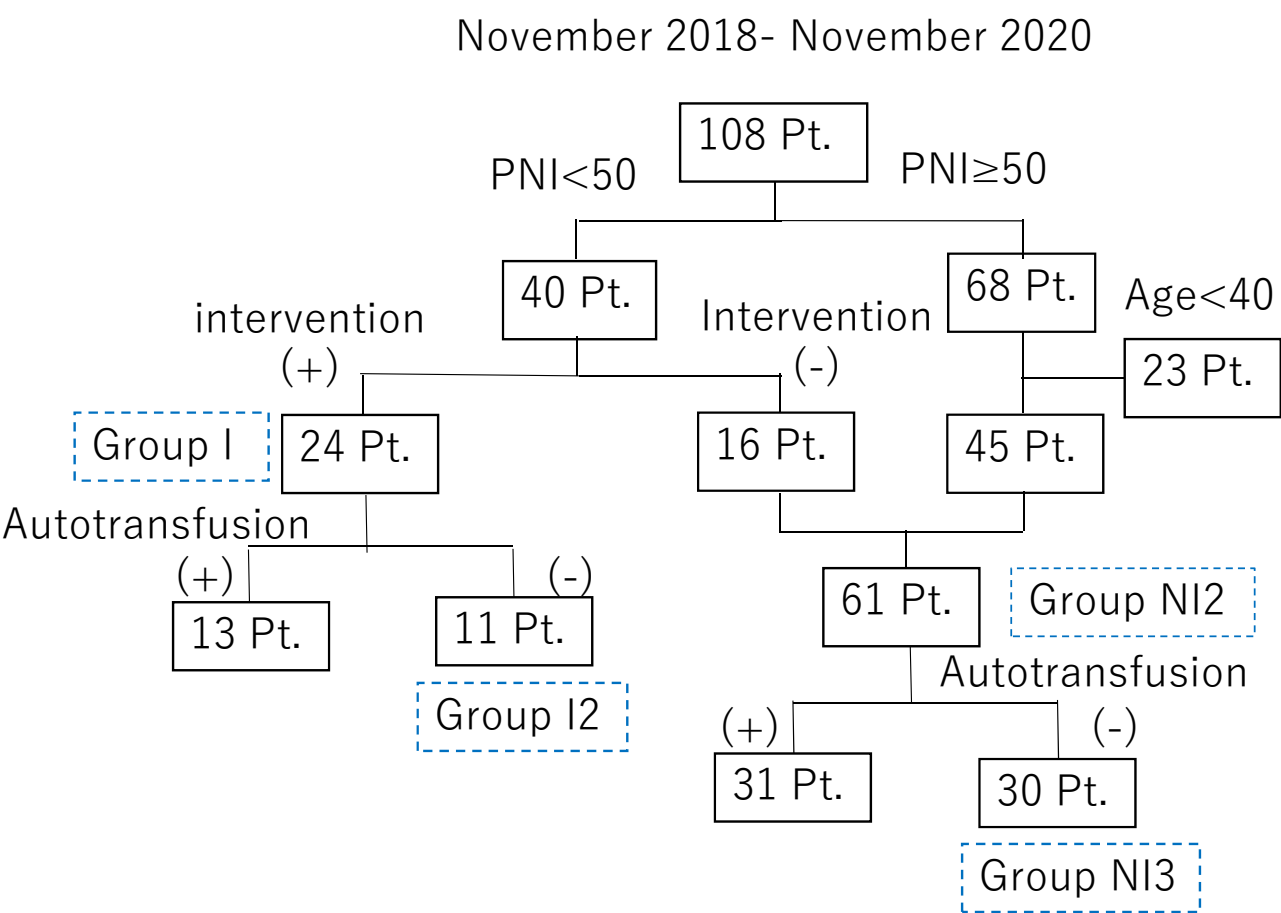 November 2018- November 2020
108 Pt.
PNI<50
PNI≥50
40 Pt.
68 Pt.
Age<40
intervention
(+)
Intervention
(-)
23 Pt.
Group I
24 Pt.
16 Pt.
45 Pt.
Autotransfusion
(+)
(-)
13 Pt.
11 Pt.
61 Pt.
Group NI2
Group I2
Autotransfusion
(+)
(-)
31 Pt.
30 Pt.
Group NI3